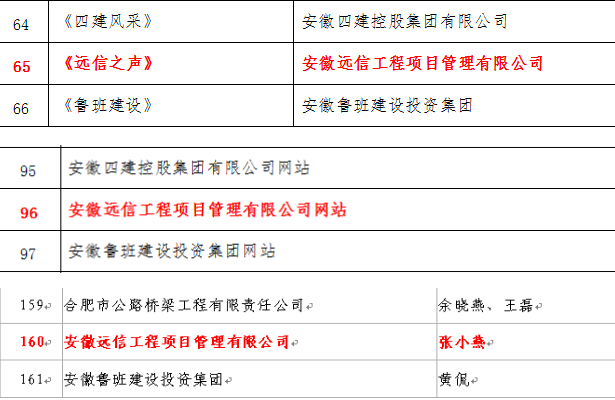 64 《四建风采》 安徽四建控股集团有限公司
65 《远信之声》 安徽远信工程项目管理有限公司
66 《鲁班建设》 安徽鲁班建设投资集团
95 安徽四建控股集团有限公司网站
96 安徽远信工程项目管理有限公司网站
97 安徽鲁班建设投资集团网站
159 合肥市公路桥梁工程有限责任公司 余晓燕、王磊
160 安徽远信工程项目管理有限公司 张小燕
161 安徽鲁班建设投资集团 黄侃